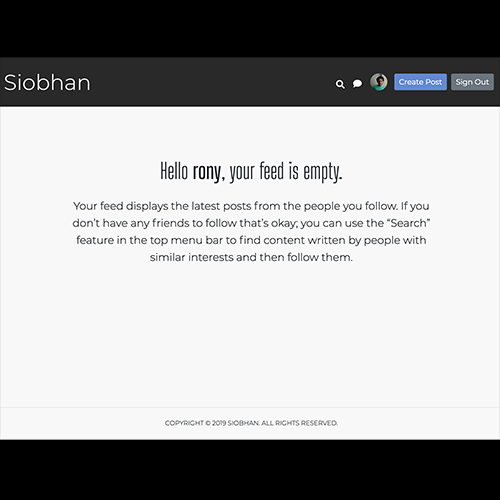 Siobhan
Create Post
Sign Out
Hello rony, your feed is empty.
Your feed displays the latest posts from the people you follow. If you
don’t have any friends to follow that’s okay; you can use the “Search”
feature in the top menu bar to find content written by people with
similar interests and then follow them.
COPYRIGHT © 2019 SIOBHAN. ALL RIGHTS RESERVED.